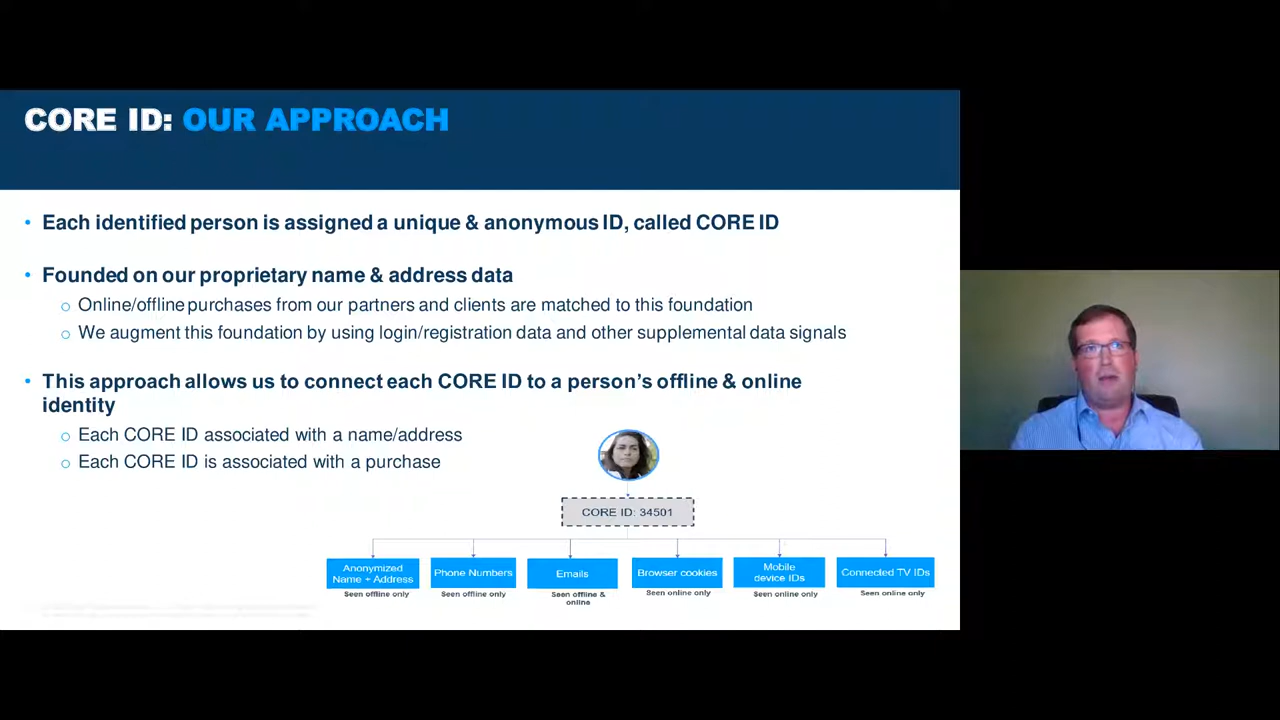 CORE ID: OUR APPROACH
• Each identified person is assigned a unique & anonymous ID, called CORE ID
• Founded on our proprietary name & address data
o Online/offline purchases from our partners and clients are matched to this foundation
o We augment this foundation by using login/registration data and other supplemental data signals
• This approach allows us to connect each CORE ID to a person's offline & online
identity
o Each CORE ID associated with a name/address
o Each CORE ID is associated with a purchase
CORE ID: 34501
Anonymized
Name + Address
Seen offline only
Phone Numbers
Seen offline only
Emails
Seen offline &
online
Browser cookies
Seen online only
Mobile
device IDs
Seen online only
Connected TV IDs
Seen online only